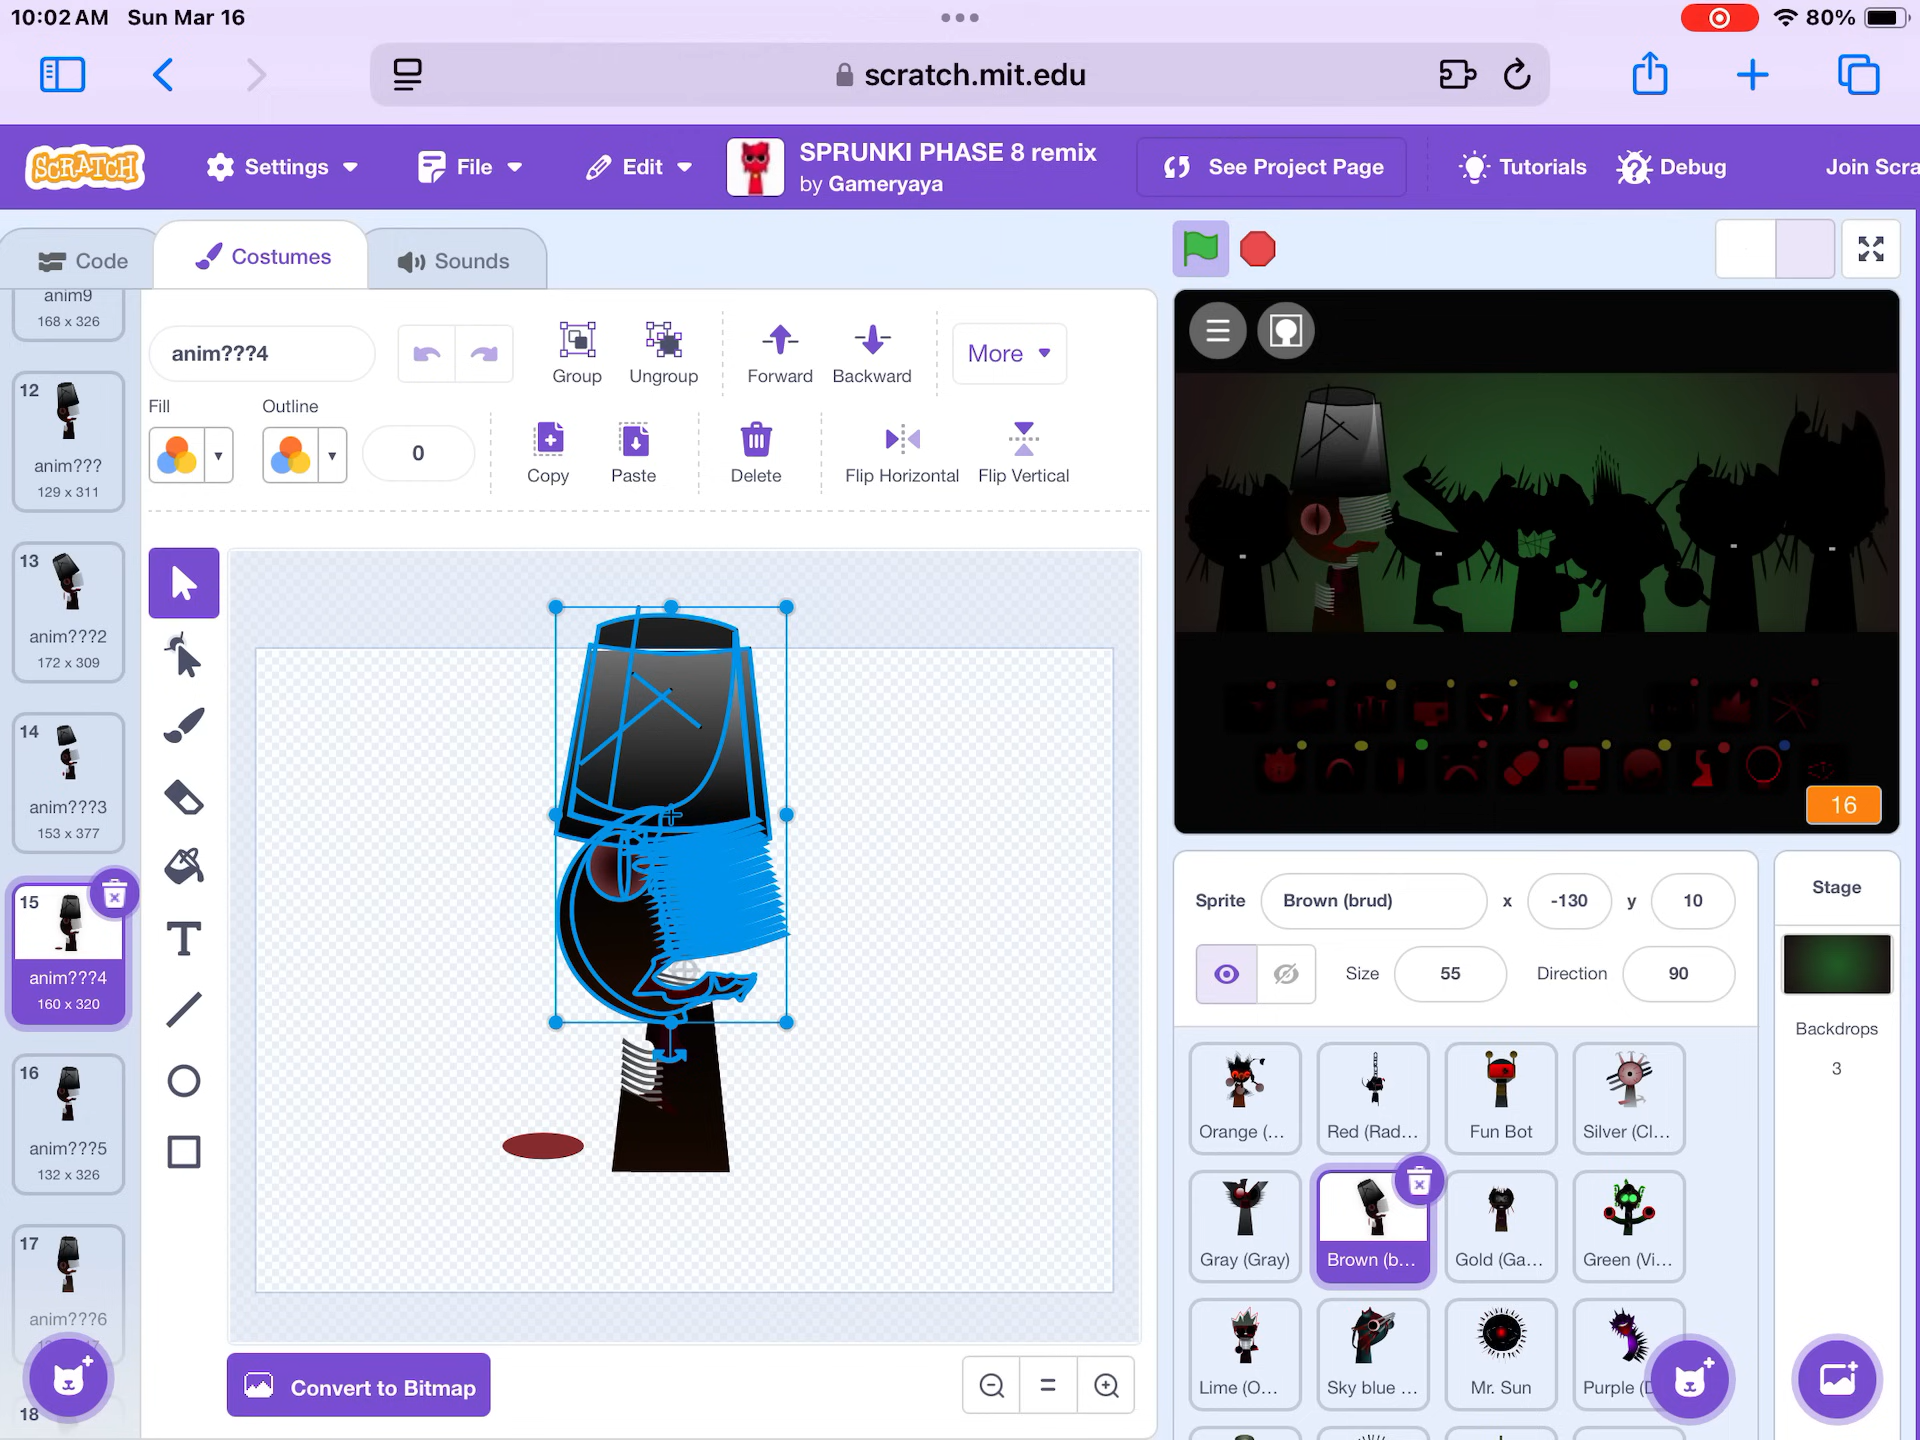 10:02 AM Sun Mar 16
80%
scratch.mit.edu
SCRATCH
Settings
File
Edit
SPRUNKI PHASE 8 remix
by Gameryaya
See Project Page
Tutorials
Debug
Join Scra
Code
Costumes
Sounds
anim9
168 x 326
12
anim???
129 x 311
13
anim???2
172 x 309
14
anim???3
153 x 377
15
anim???4
160 x 320
16
anim???5
132 x 326
17
anim???6
18
anim???4
Group
Ungroup
Forward
Backward
More
Fill
Outline
0
Copy
Paste
Delete
Flip Horizontal
Flip Vertical
T
Convert to Bitmap
16
Sprite
Brown (brud)
x
-130
y
10
Size
55
Direction
90
Stage
Backdrops
3
Orange (...
Red (Rad...
Fun Bot
Silver (Cl...
Gray (Gray)
Brown (b...
Gold (Ga...
Green (Vi...
Lime (O...
Sky blue ...
Mr. Sun
Purple (D